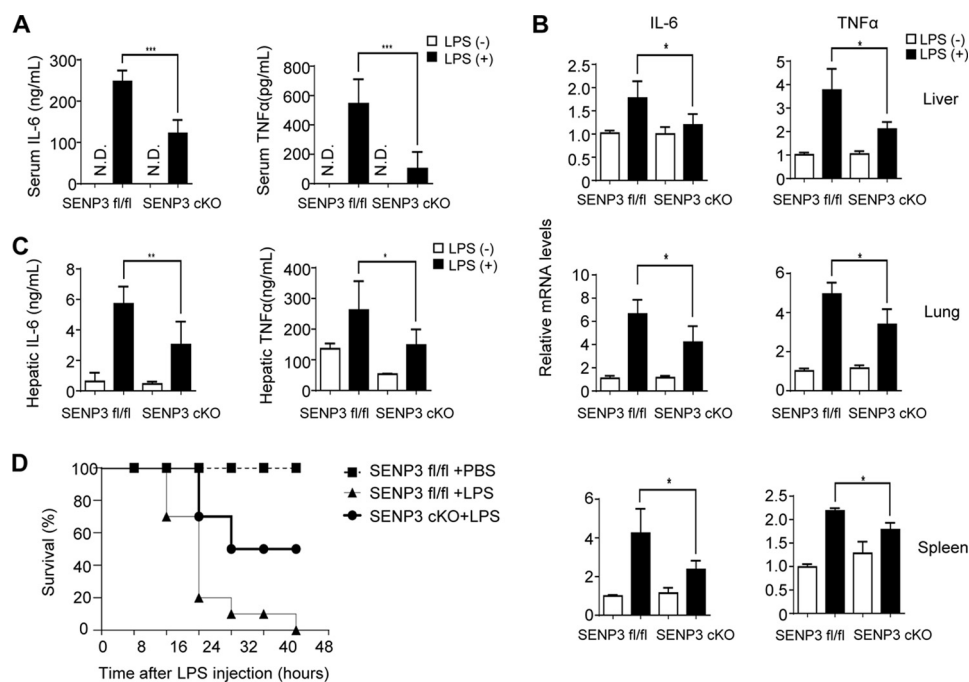 A
Serum IL-6 (ng/mL)
300
200
100
0
N.D.
N.D.
***
SENP3 fl/fl SENP3 cKO
Serum TNFα(pg/mL)
800
600
400
200
0
N.D.
N.D.
***
SENP3 fl/fl SENP3 cKO
LPS (-)
LPS (+)
B
IL-6
TNFα
LPS (-)
LPS (+)
2.5
2.0
1.5
1.0
0.5
0.0
*
5
4
3
2
1
0
*
Liver
SENP3 fl/fl SENP3 cKO
SENP3 fl/fl SENP3 cKO
C
Hepatic IL-6 (ng/mL)
8
6
4
2
0
**
SENP3 fl/fl SENP3 cKO
Hepatic TNFα(ng/mL)
400
300
200
150
100
50
0
*
SENP3 fl/fl SENP3 cKO
LPS (-)
LPS (+)
Relative mRNA levels
10
8
6
4
2
0
*
6
4
2
0
*
Lung
SENP3 fl/fl SENP3 cKO
SENP3 fl/fl SENP3 cKO
D
Survival (%)
100
80
60
40
20
0
0 8 16 24 32 40 48
Time after LPS injection (hours)
SENP3 fl/fl +PBS
SENP3 fl/fl +LPS
SENP3 cKO+LPS
6
4
2
0
*
2.5
2.0
1.5
1.0
0.5
0.0
*
Spleen
SENP3 fl/fl SENP3 cKO
SENP3 fl/fl SENP3 cKO